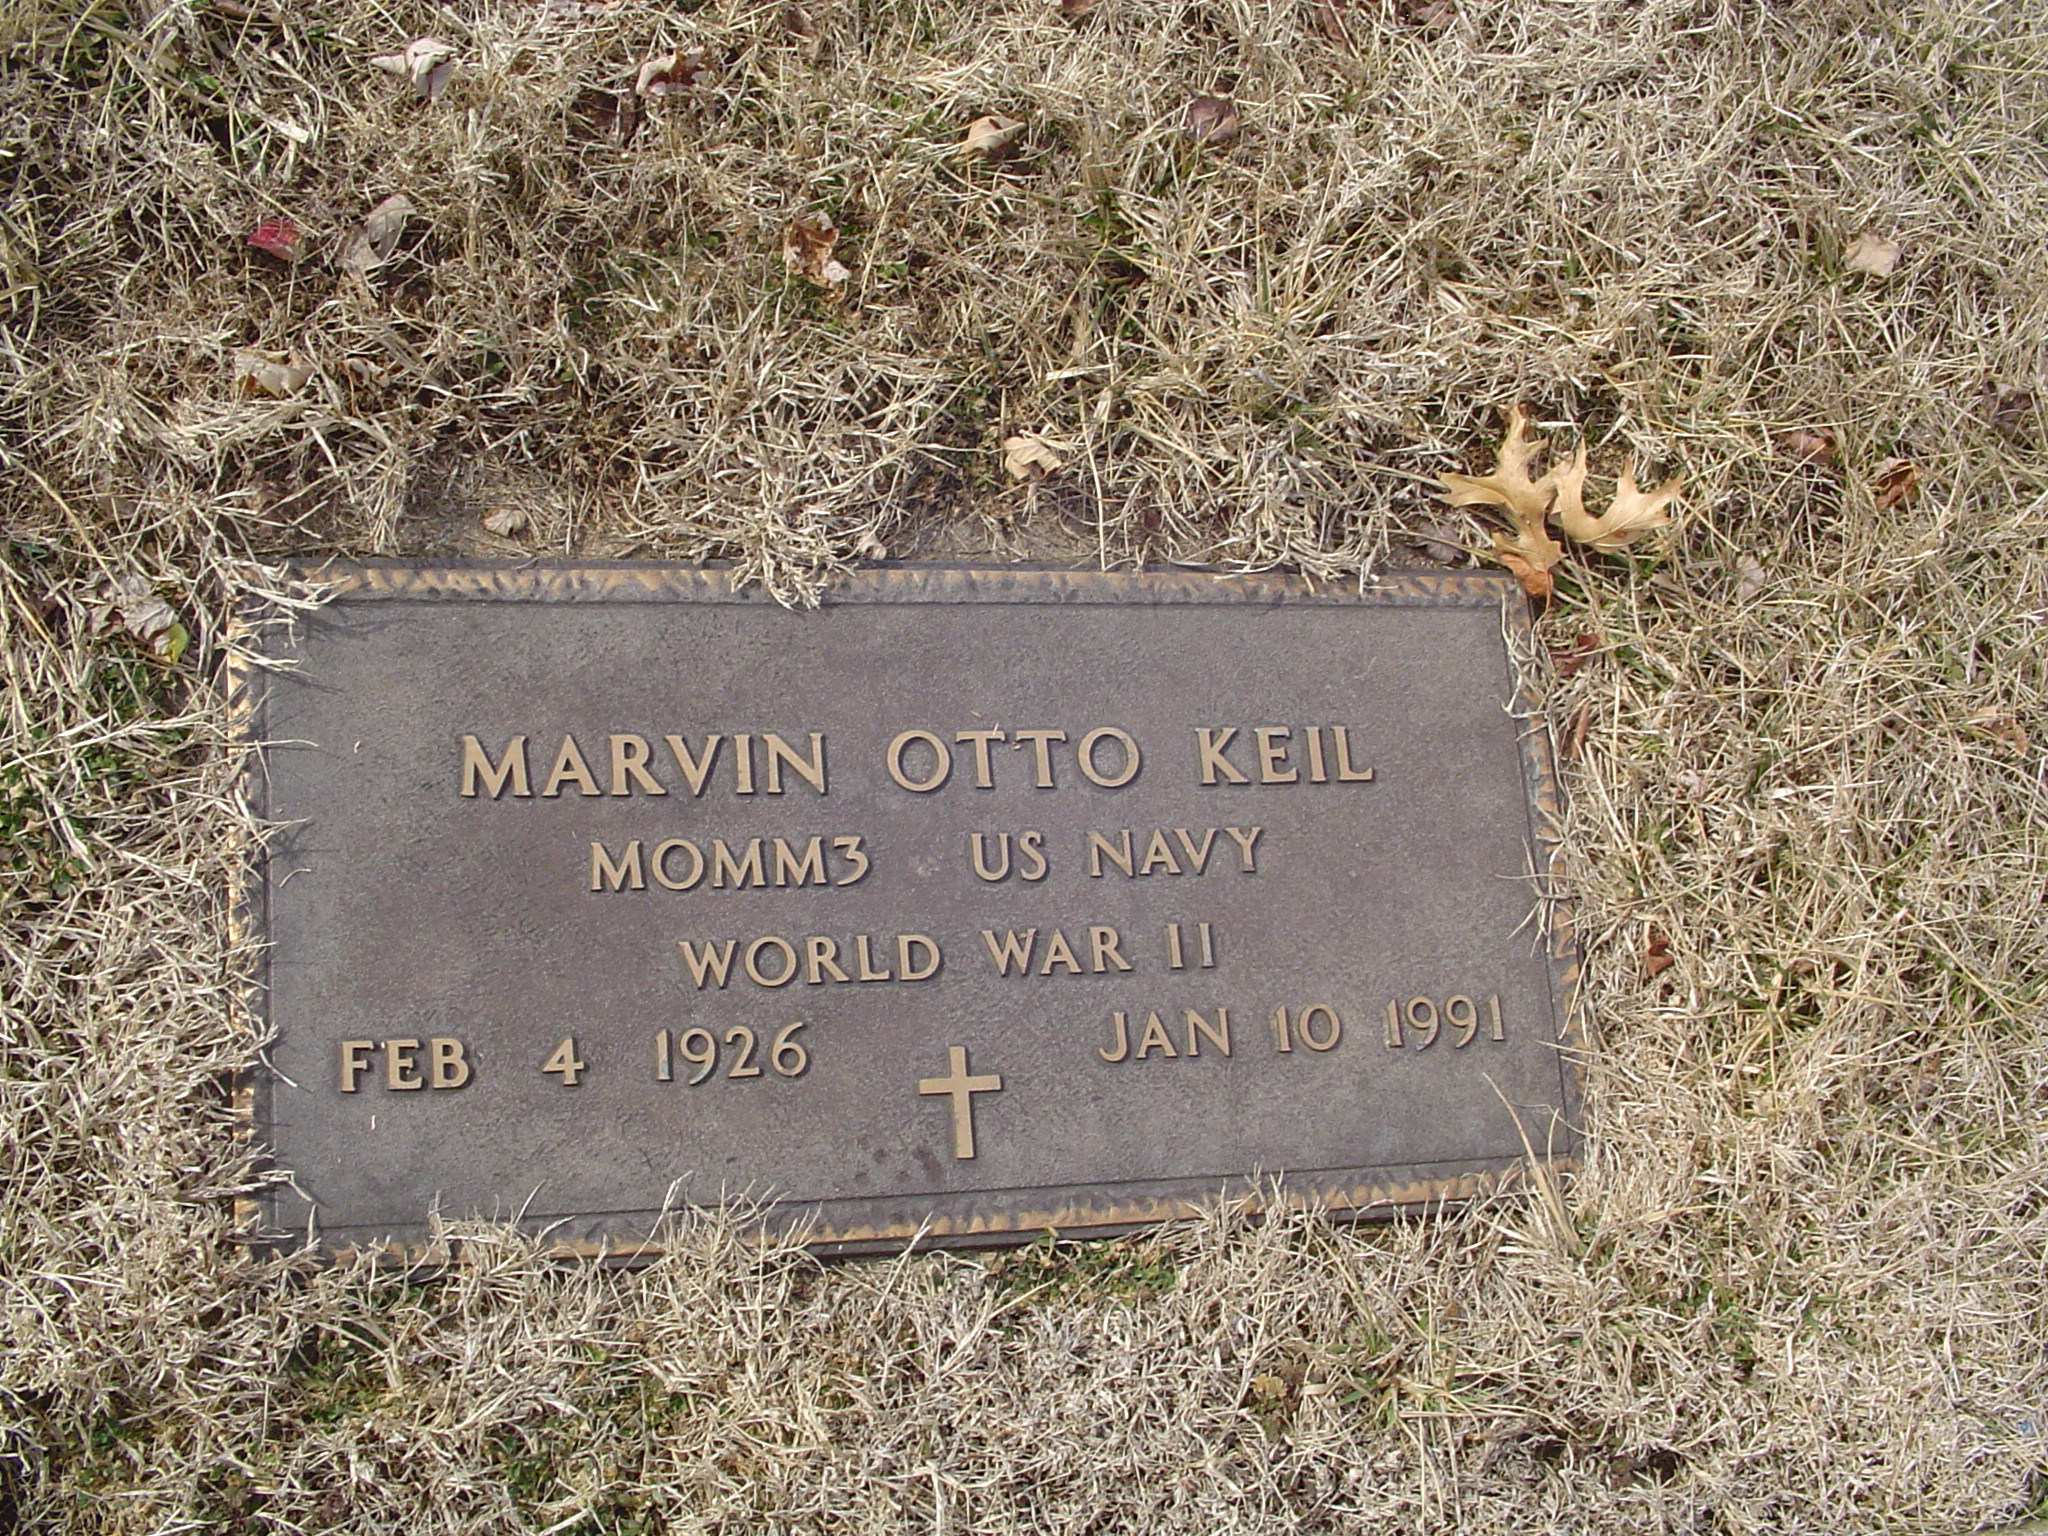 MARVIN OTTO KEIL
MOMM3 US NAVY
WORLD WAR II
FEB 4 1926 JAN 10 1991